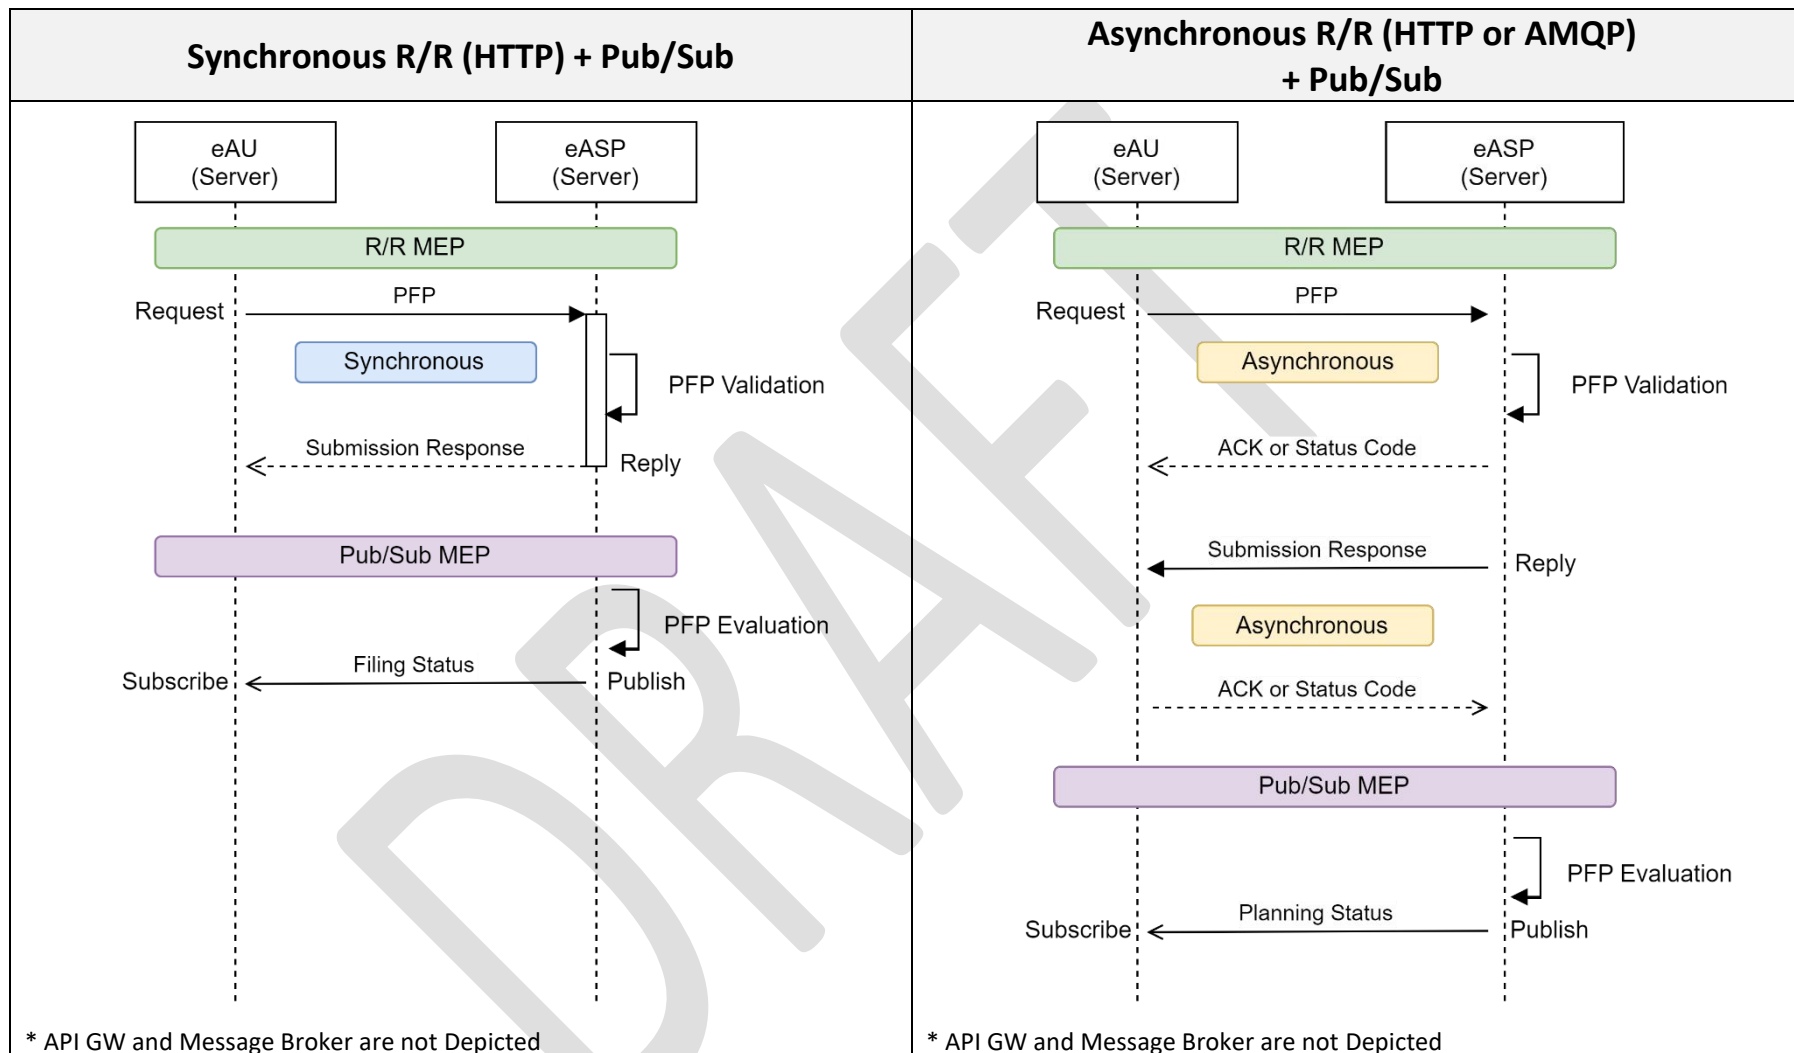 Synchronous R/R (HTTP) + Pub/Sub
eAU
(Server)
eASP
(Server)
R/R MEP
PFP
Request
Synchronous
PFP Validation
Submission Response
Reply
Pub/Sub MEP
PFP Evaluation
Filing Status
Subscribe
Publish
* API GW and Message Broker are not Depicted
Asynchronous R/R (HTTP or AMQP)
+ Pub/Sub
eAU
(Server)
eASP
(Server)
R/R MEP
PFP
Request
Asynchronous
PFP Validation
ACK or Status Code
Submission Response
Reply
Asynchronous
ACK or Status Code
Pub/Sub MEP
PFP Evaluation
Planning Status
Subscribe
Publish
* API GW and Message Broker are not Depicted
DRAFT